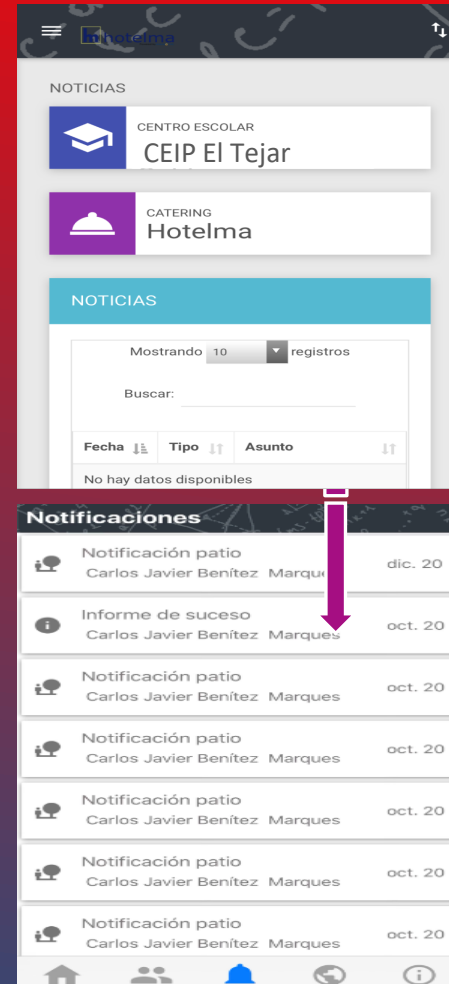 hotelma
NOTICIAS
CENTRO ESCOLAR
CEIP El Tejar
CATERING
Hotelma
NOTICIAS
Mostrando 10 registros
Buscar:
Fecha Tipo Asunto
No hay datos disponibles
Notificaciones
Notificación patio
Carlos Javier Benítez Marques
dic. 20
Informe de suceso
Carlos Javier Benítez Marques
oct. 20
Notificación patio
Carlos Javier Benítez Marques
oct. 20
Notificación patio
Carlos Javier Benítez Marques
oct. 20
Notificación patio
Carlos Javier Benítez Marques
oct. 20
Notificación patio
Carlos Javier Benítez Marques
oct. 20
Notificación patio
Carlos Javier Benítez Marques
oct. 20